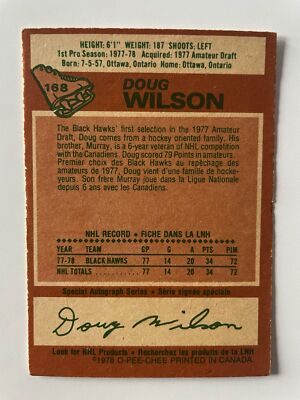 HEIGHT: 6'1" WEIGHT: 187 SHOOTS: LEFT
1st Pro Season: 1977-78 Acquired: 1977 Amateur Draft
Born: 7-5-57, Ottawa, Ontario Home: Ottawa, Ontario
168
DOUG
WILSON
The Black Hawks' first selection in the 1977 Amateur
Draft, Doug comes from a hockey oriented family. His
brother, Murray, is a 6-year veteran of NHL competition
with the Canadiens. Doug scored 79 Points in amateurs.
Premier choix des Black Hawks au repêchage amateur
de 1977, Doug vient d'une famille de hockey-
eurs. Son frère Murray joue dans la Ligue Nationale
depuis 6 ans avec les Canadiens.
NHL RECORD • FICHE DANS LA LNH
YEAR TEAM GP G A PTS PIM
77-78 BLACK HAWKS 77 14 20 34 72
NHL TOTALS 77 14 20 34 72
Special Autograph Series • Série signée spéciale
Doug Wilson
Look for NHL Products • Recherchez les produits de la LNH
©1978 O-PEE-CHEE PRINTED IN CANADA